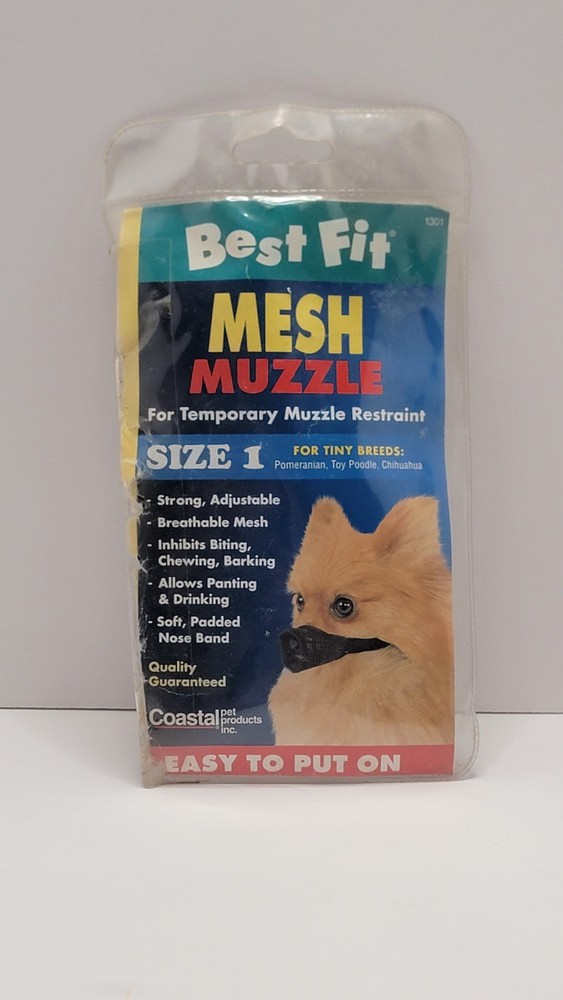 1301
Best Fit®
MESH
MUZZLE
For Temporary Muzzle Restraint
SIZE 1
FOR TINY BREEDS:
Pomeranian, Toy Poodle, Chihuahua
- Strong, Adjustable
- Breathable Mesh
- Inhibits Biting,
Chewing, Barking
- Allows Panting
& Drinking
- Soft, Padded
Nose Band
Quality
Guaranteed
Coastal pet
products
inc.
EASY TO PUT ON